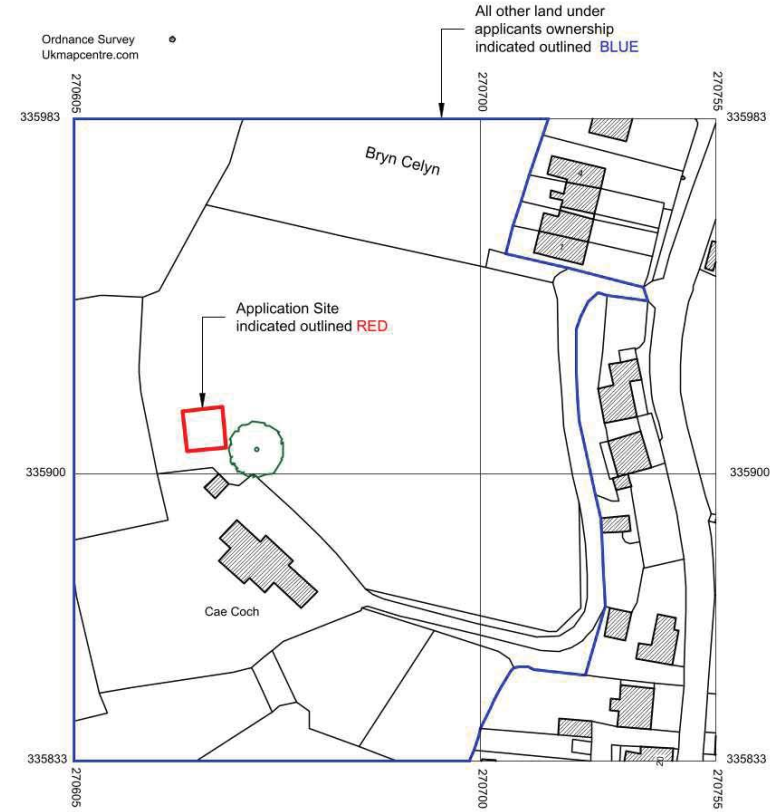 All other land under
applicants ownership
indicated outlined BLUE
Ordnance Survey
Ukmapcentre.com
270605
270700
270755
335983
335983
Bryn Celyn
4
1
Application Site
indicated outlined RED
335900
335900
Cae Coch
335833
335833
20
270605
270700
270755